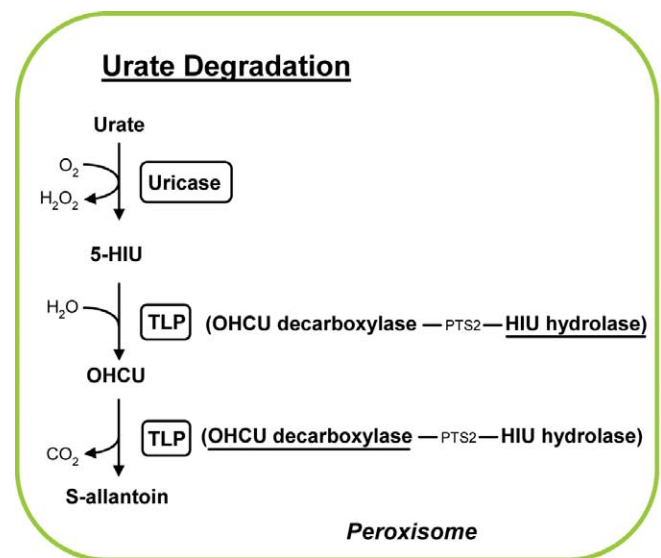 Urate Degradation
Urate
O₂
Uricase
H₂O₂
5-HIU
H₂O
TLP (OHCU decarboxylase — PTS2— HIU hydrolase)
OHCU
TLP (OHCU decarboxylase — PTS2— HIU hydrolase)
CO₂
S-allantoin
Peroxisome